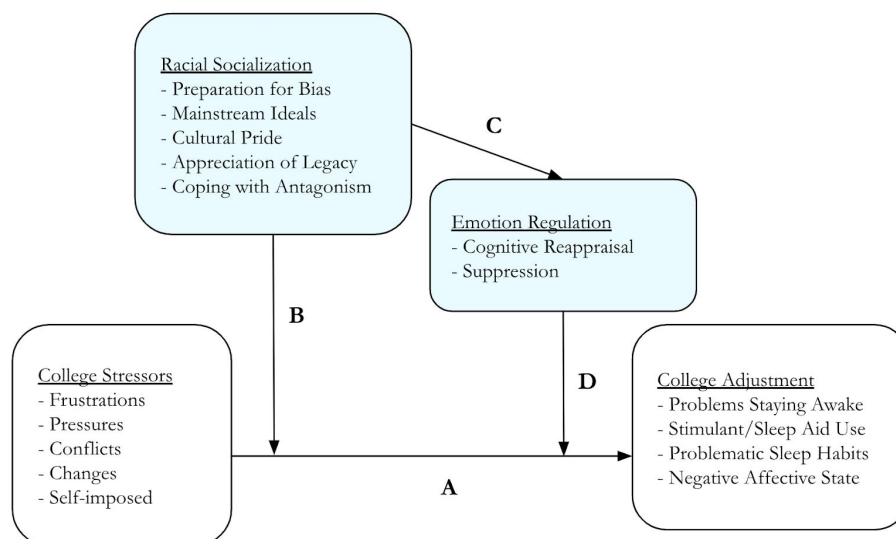 Racial Socialization
- Preparation for Bias
- Mainstream Ideals
- Cultural Pride
- Appreciation of Legacy
- Coping with Antagonism
C
Emotion Regulation
- Cognitive Reappraisal
- Suppression
B
D
College Stressors
- Frustrations
- Pressures
- Conflicts
- Changes
- Self-imposed
A
College Adjustment
- Problems Staying Awake
- Stimulant/Sleep Aid Use
- Problematic Sleep Habits
- Negative Affective State